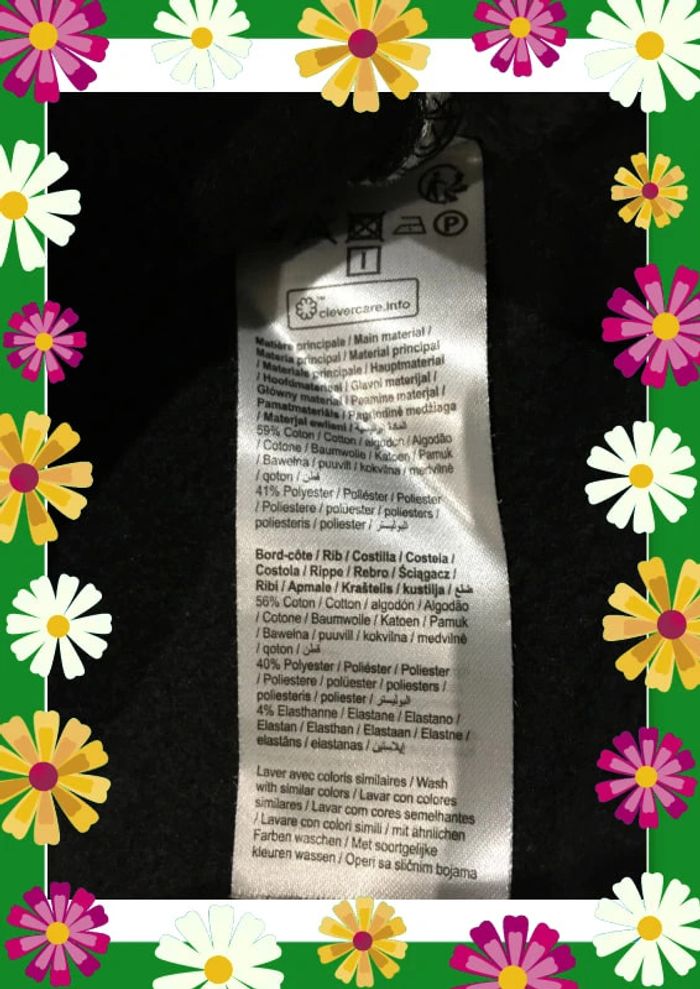 P
clevercare.info
Matière principale / Main material /
Materia principal / Material principal
/ Materiale principale / Hauptmaterial
/ Hoofdmateriaal / Glavni materijal /
Główny materiał / Peamine materjal /
Pamatmateriāls / Pagrindinė medžiaga
/ Materjal ewlieni /
59% Coton / Cotton / algodón / Algodão
/ Cotone / Baumwolle / Katoen / Pamuk
/ Bawełna / puuvill / kokvilna / medvilnė
/ qoton / قطن
41% Polyester / Poliéster / Poliester
/ Poliestere / polüester / poliesters /
poliesteris / poliester / البوليستر
Bord-côte / Rib / Costilla / Costela /
Costola / Rippe / Rebro / Ściągacz /
Ribi / Apmale / Kraštelis / kustilja / ضلع
56% Coton / Cotton / algodón / Algodão
/ Cotone / Baumwolle / Katoen / Pamuk
/ Bawełna / puuvill / kokvilna / medvilnė
/ qoton / قطن
40% Polyester / Poliéster / Poliester
/ Poliestere / polüester / poliesters /
poliesteris / poliester / البوليستر
4% Elasthanne / Elastane / Elastano /
Elastan / Elasthan / Elastaan / Elastne /
elastāns / elastanas / إيلاستين
Laver avec coloris similaires / Wash
with similar colors / Lavar con colores
similares / Lavar com cores semelhantes
/ Lavare con colori simili / mit ähnlichen
Farben waschen / Met soortgelijke
kleuren wassen / Operi sa sličnim bojama